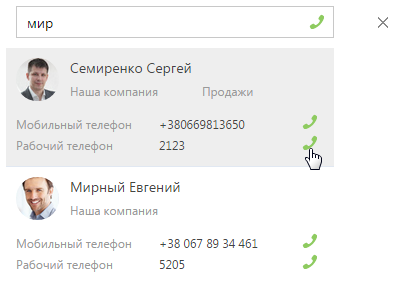 мир
Семиренко Сергей
Наша компания Продажи
Мобильный телефон +380669813650
Рабочий телефон 2123
Мирный Евгений
Наша компания
Мобильный телефон +38 067 89 34 461
Рабочий телефон 5205